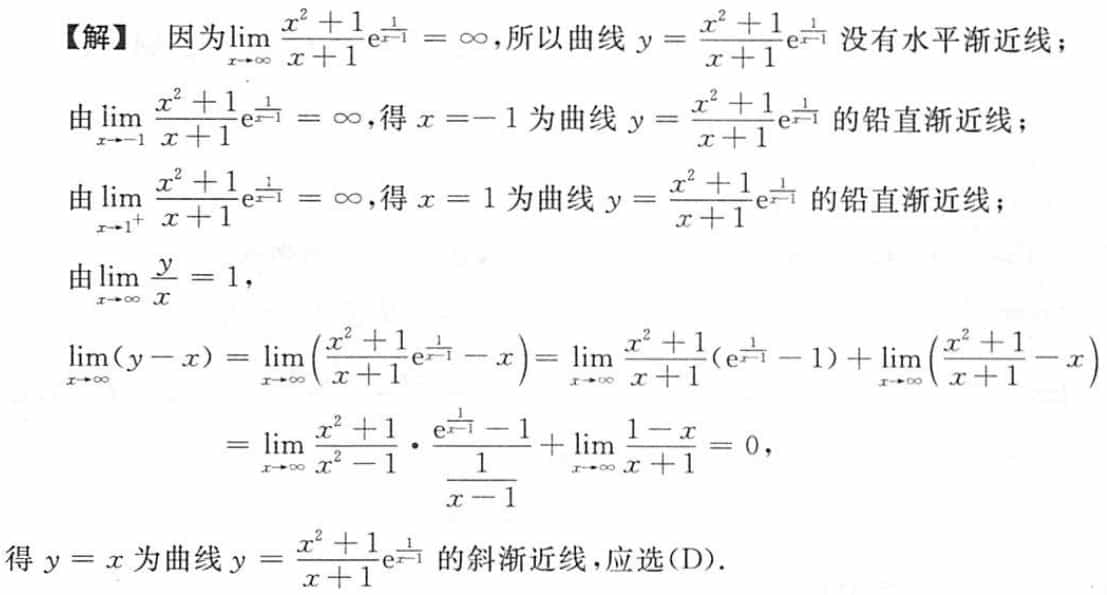 【解】 因为$\lim\limits_{x\to\infty}\frac{x^2+1}{x+1}e^{\frac{1}{x-1}}=\infty$,所以曲线 $y=\frac{x^2+1}{x+1}e^{\frac{1}{x-1}}$ 没有水平渐近线;
由$\lim\limits_{x\to-1}\frac{x^2+1}{x+1}e^{\frac{1}{x-1}}=\infty$,得 $x=-1$ 为曲线 $y=\frac{x^2+1}{x+1}e^{\frac{1}{x-1}}$ 的铅直渐近线;
由$\lim\limits_{x\to1^+}\frac{x^2+1}{x+1}e^{\frac{1}{x-1}}=\infty$,得 $x=1$ 为曲线 $y=\frac{x^2+1}{x+1}e^{\frac{1}{x-1}}$ 的铅直渐近线;
由$\lim\limits_{x\to\infty}\frac{y}{x}=1$,
$\lim\limits_{x\to\infty}(y-x)=\lim\limits_{x\to\infty}\left(\frac{x^2+1}{x+1}e^{\frac{1}{x-1}}-x\right)=\lim\limits_{x\to\infty}\frac{x^2+1}{x+1}(e^{\frac{1}{x-1}}-1)+\lim\limits_{x\to\infty}\left(\frac{x^2+1}{x+1}-x\right)$
$=\lim\limits_{x\to\infty}\frac{x^2+1}{x^2-1}\cdot\frac{e^{\frac{1}{x-1}}-1}{\frac{1}{x-1}}+\lim\limits_{x\to\infty}\frac{1-x}{x+1}=0$,
得 $y=x$ 为曲线 $y=\frac{x^2+1}{x+1}e^{\frac{1}{x-1}}$ 的斜渐近线,应选(D).